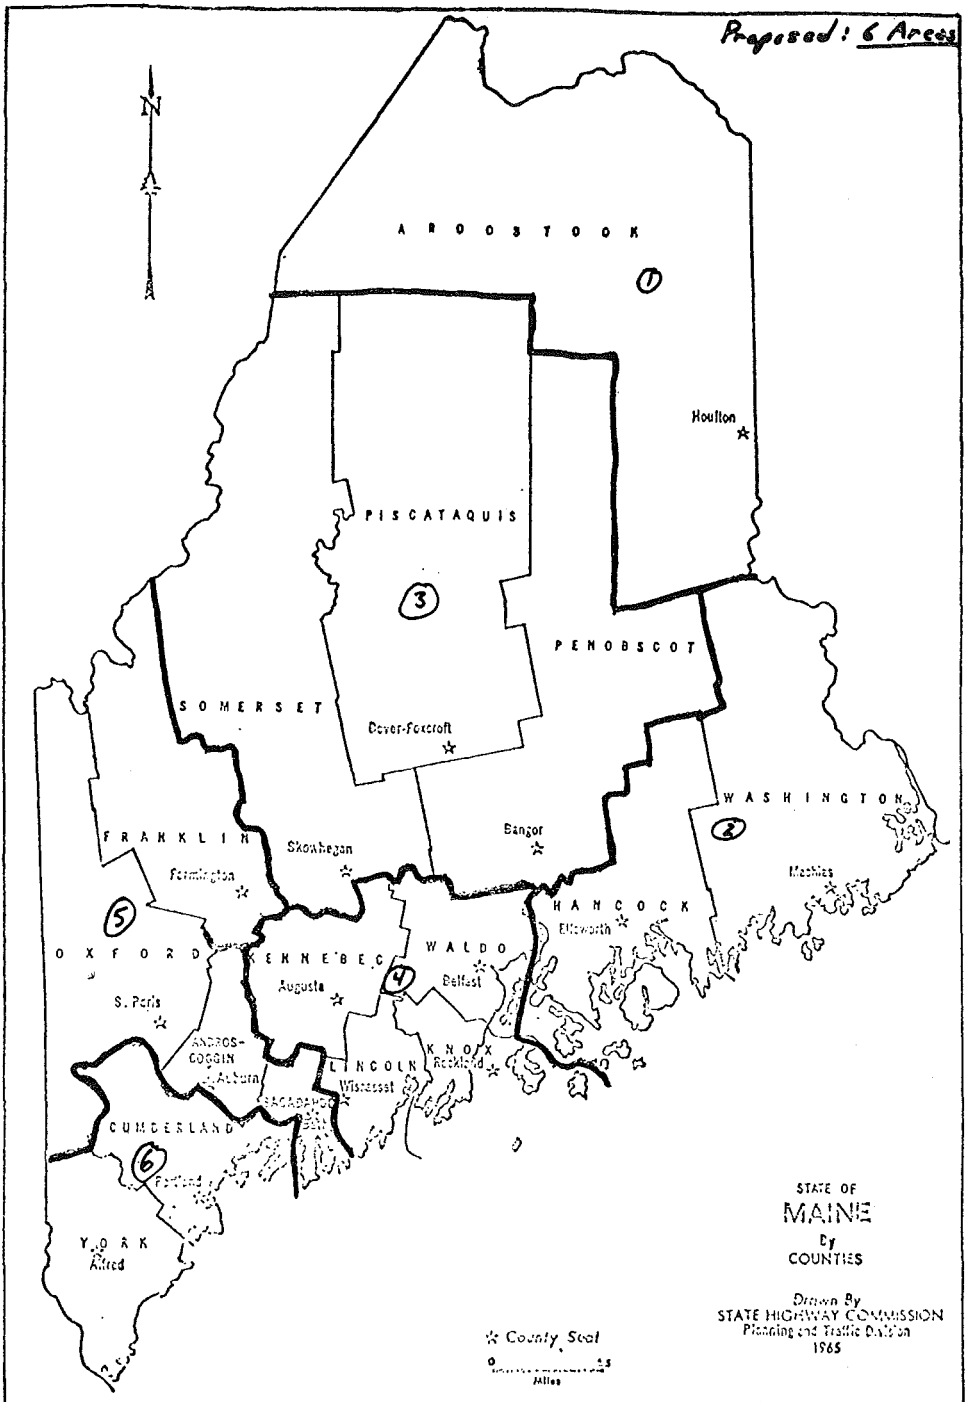 Proposed: 6 Areas
N
AROOSTOOK
1
Houlton
PISCATAQUIS
3
PENOBSCOT
SOMERSET
Dover-Foxcroft
WASHINGTON
2
FRANKLIN
Skowhegan
Bangor
Farmington
Machias
5
HANCOCK
Ellsworth
OXFORD
KENNEBEC
WALDO
4
Augusta
Belfast
S. Paris
ANDROS-
COGGIN
KNOX
LINCOLN
Rockland
Auburn
Wiscasset
SAGADAHOC
CUMBERLAND
6
Portland
YORK
Alfred
STATE OF
MAINE
By
COUNTIES
Drawn By
STATE HIGHWAY COMMISSION
Planning and Traffic Division
1965
☆ County Seat
0
Miles